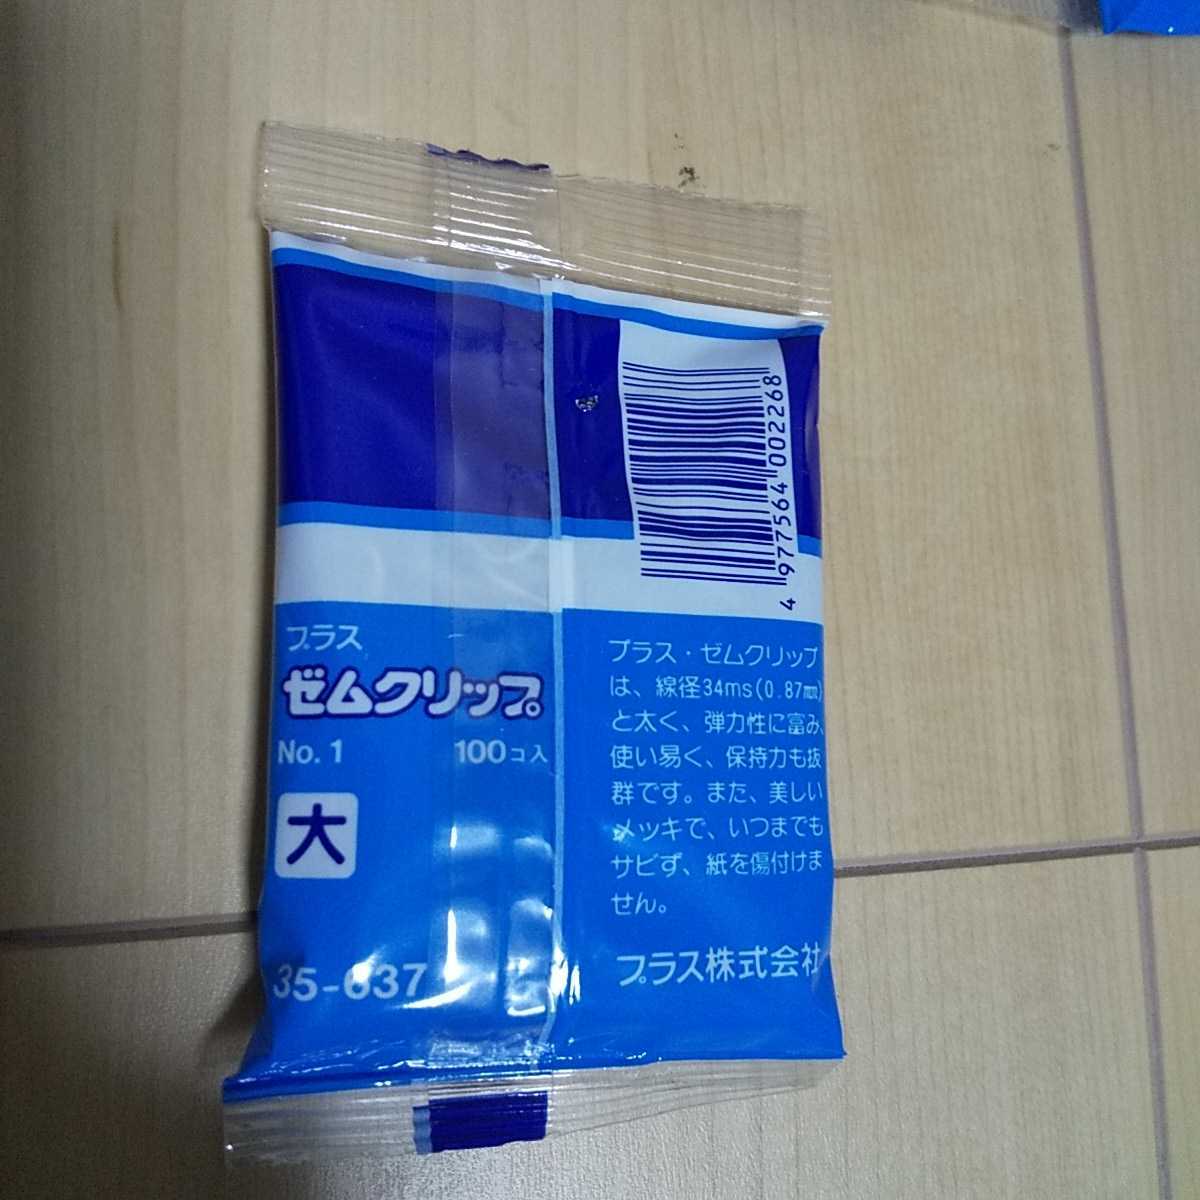 4 977564 002268
プラス
ゼムクリップ
No. 1 100コ入
大
35-637
プラス・ゼムクリップ
は、線径34ms(0.87mm)
と太く、弾力性に富み、
使い易く、保持力も抜
群です。また、美しい
メッキで、いつまでも
サビず、紙を傷付けま
せん。
プラス株式会社